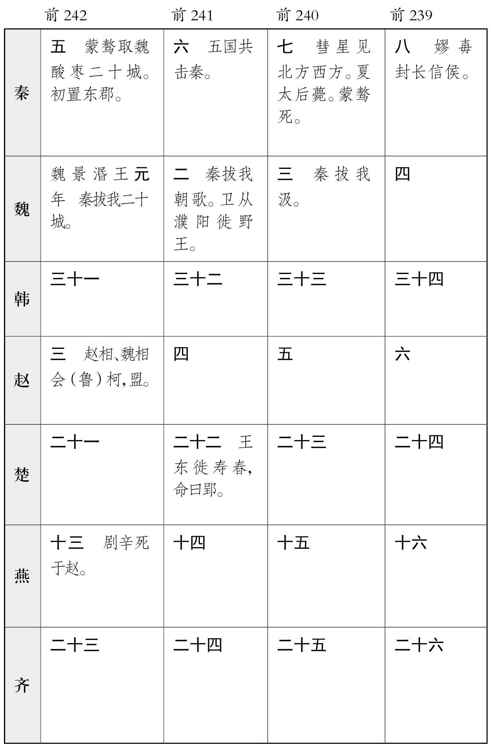 前 242 前 241 前 240 前 239
秦
五 蒙骜取魏
酸枣二十城。
初置东郡。
六 五国共
击秦。
七 彗星见
北方西方。夏
太后薨。蒙骜
死。
八 嫪毐
封长信侯。
魏
魏景湣王元
年 秦拔我二十
城。
二 秦拔我
朝歌。卫从
濮阳徙野
王。
三 秦拔我
汲。
四
韩
三十一
三十二
三十三
三十四
赵
三 赵相、魏相
会(鲁)柯,盟。
四
五
六
楚
二十一
二十二 王
东徙寿春,
命曰郢。
二十三
二十四
燕
十三 剧辛死
于赵。
十四
十五
十六
齐
二十三
二十四
二十五
二十六